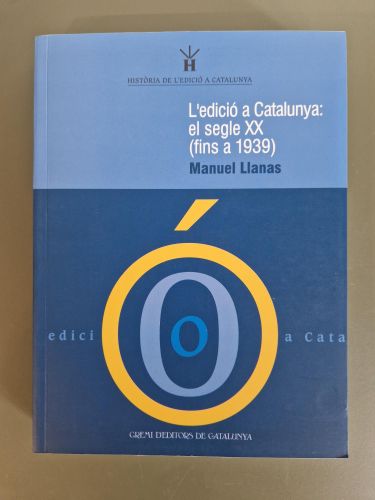 H
HISTÒRIA DE L'EDICIÓ A CATALUNYA
L'edició a Catalunya:
el segle XX
(fins a 1939)
Manuel Llanas
edici Ó a Cata
GREMI D'EDITORS DE CATALUNYA